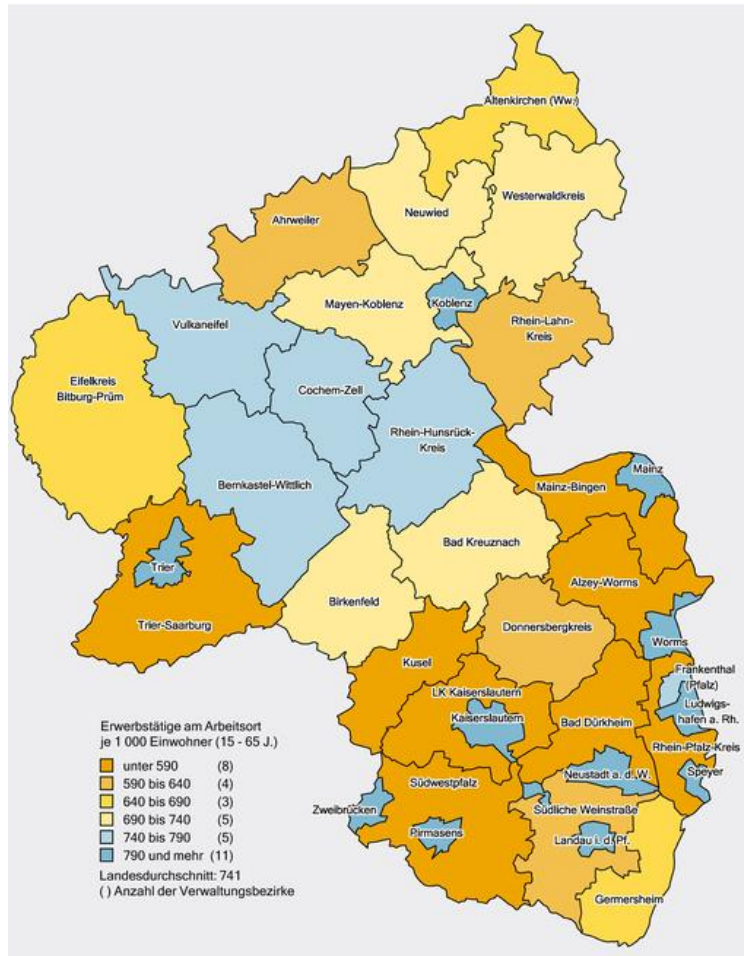 Altenkirchen (Ww.)
Neuwied
Westerwaldkreis
Ahrweiler
Mayen-Koblenz
Koblenz
Rhein-Lahn-
Kreis
Vulkaneifel
Cochem-Zell
Eifelkreis
Bitburg-Prüm
Rhein-Hunsrück-
Kreis
Bernkastel-Wittlich
Mainz
Mainz-Bingen
Bad Kreuznach
Trier
Alzey-Worms
Birkenfeld
Trier-Saarburg
Donnersbergkreis
Worms
Kusel
Frankenthal
(Pfalz)
LK Kaiserslautern
Ludwigs-
hafen a. Rh.
Kaiserslautern
Bad Dürkheim
Rhein-Pfalz-Kreis
Neustadt a. d. W.
Speyer
Südwestpfalz
Zweibrücken
Südliche Weinstraße
Pirmasens
Landau i. d. Pf.
Germersheim
Erwerbstätige am Arbeitsort
je 1 000 Einwohner (15 - 65 J.)
unter 590 (8)
590 bis 640 (4)
640 bis 690 (3)
690 bis 740 (5)
740 bis 790 (5)
790 und mehr (11)
Landesdurchschnitt: 741
( ) Anzahl der Verwaltungsbezirke